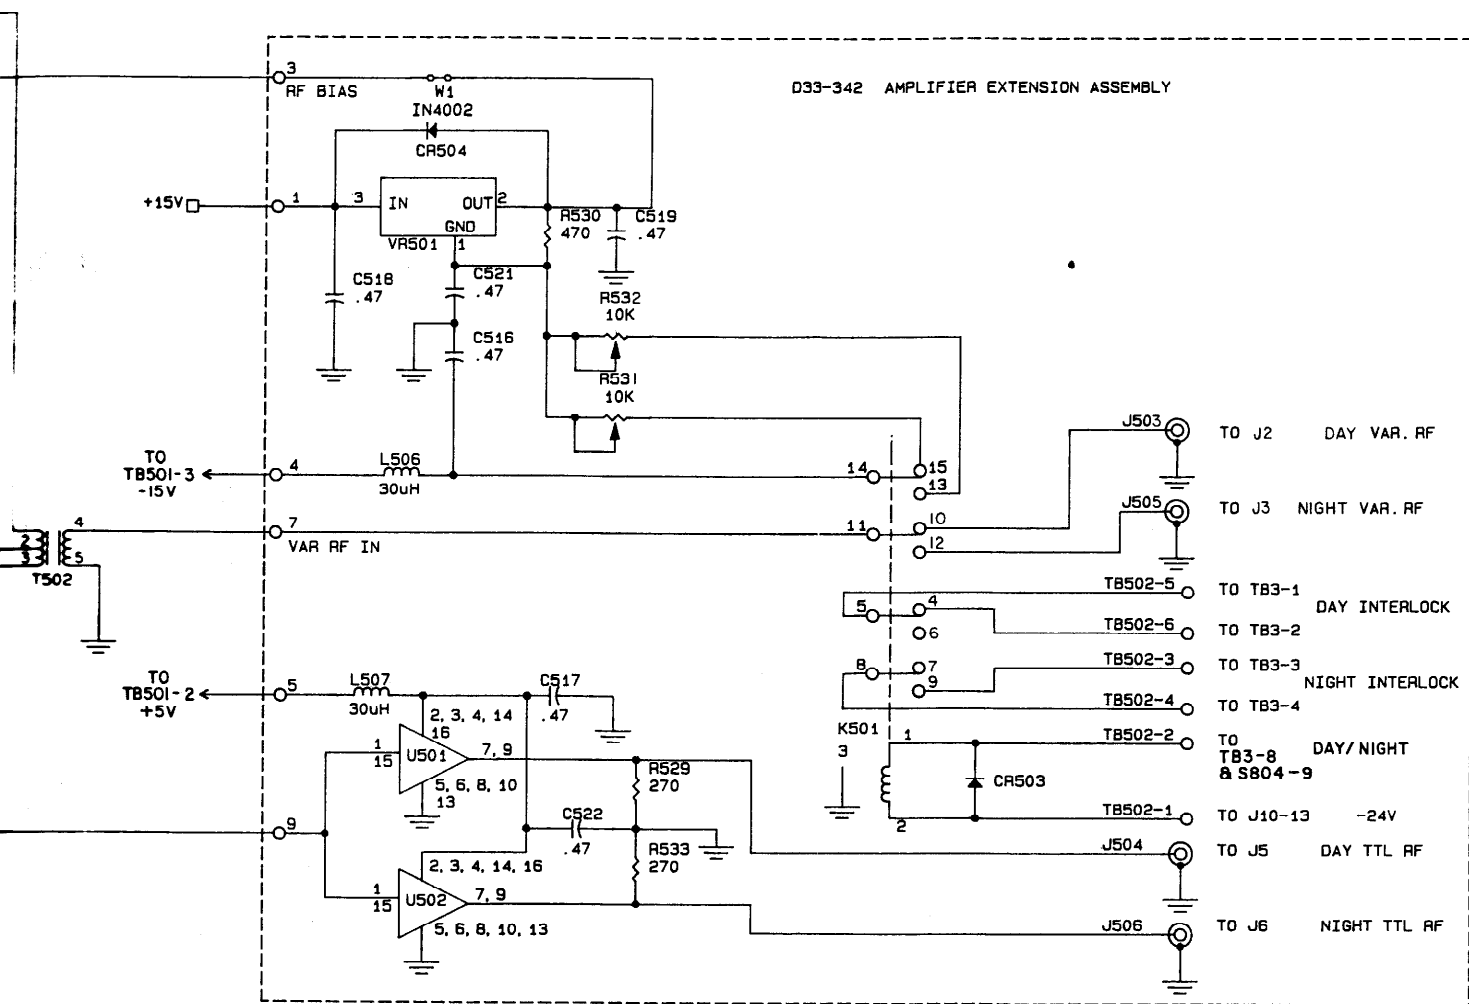 D33-342 AMPLIFIER EXTENSION ASSEMBLY
3
RF BIAS
W1
IN4002
CR504
+15V
1
3
IN
OUT
2
GND
VR501
1
R530
470
C519
.47
C518
.47
C521
.47
R532
10K
C516
.47
R531
10K
TO
TB501-3
-15V
4
L506
30uH
14
15
13
J503
TO J2
DAY VAR. RF
J505
TO J3
NIGHT VAR. RF
4
2
3
5
T502
7
VAR RF IN
11
10
12
TB502-5
TO TB3-1
DAY INTERLOCK
5
4
6
TB502-6
TO TB3-2
TB502-3
TO TB3-3
NIGHT INTERLOCK
8
7
9
TB502-4
TO TB3-4
TO
TB501-2
+5V
5
L507
30uH
C517
.47
2, 3, 4, 14
16
1
15
U501
7, 9
5, 6, 8, 10
13
R529
270
K501
3
1
2
CR503
TB502-2
TO
TB3-8
& S804-9
DAY/NIGHT
TB502-1
TO J10-13
-24V
9
C522
.47
R533
270
2, 3, 4, 14, 16
1
15
U502
7, 9
5, 6, 8, 10, 13
J504
TO J5
DAY TTL RF
J506
TO J6
NIGHT TTL RF